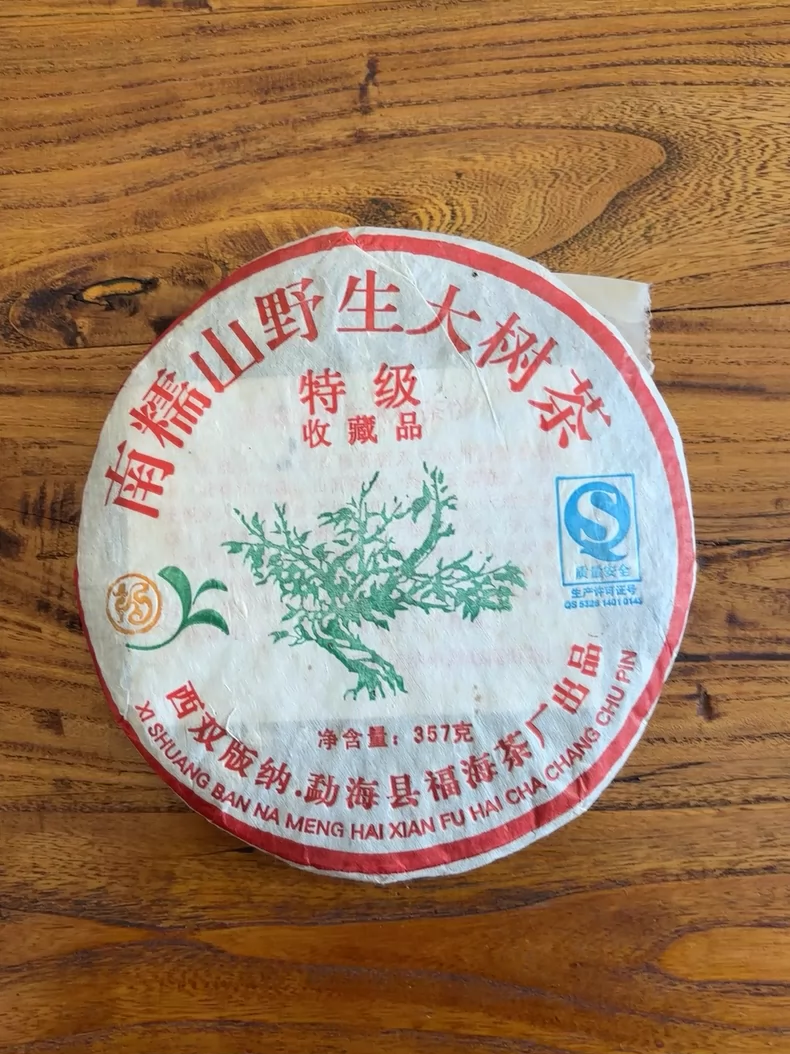 南糯山野生大树茶
特级
收藏品
质量安全
生产许可证号
QS 5328 1401 0143
净含量：357克
西双版纳.勐海县福海茶厂出品
XI SHUANG BAN NA MENG HAI XIAN FU HAI CHA CHANG CHU PIN